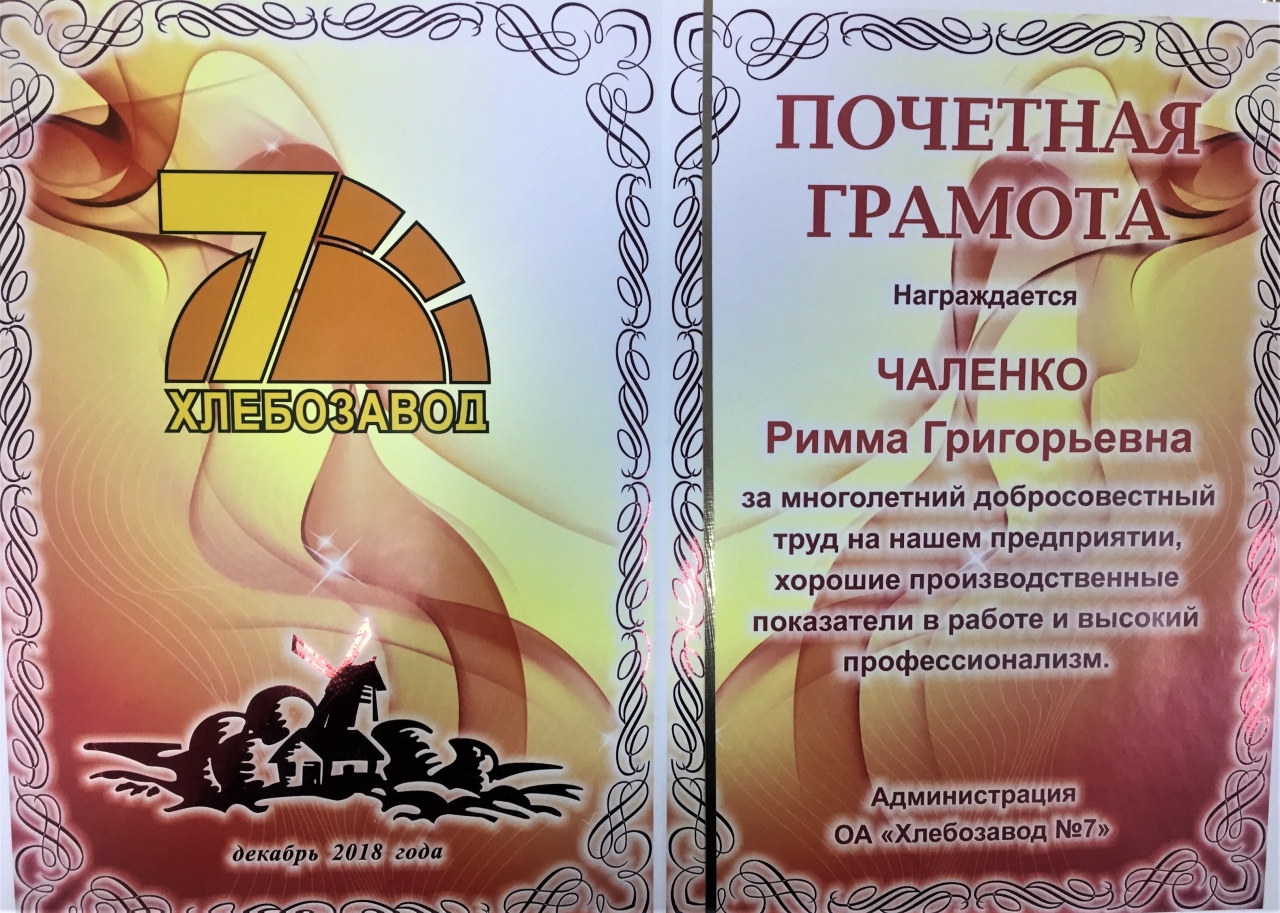 7
ХЛЕБОЗАВОД
декабрь 2018 года
ПОЧЕТНАЯ
ГРАМОТА
Награждается
ЧАЛЕНКО
Римма Григорьевна
за многолетний добросовестный
труд на нашем предприятии,
хорошие производственные
показатели в работе и высокий
профессионализм.
Администрация
ОА «Хлебозавод №7»